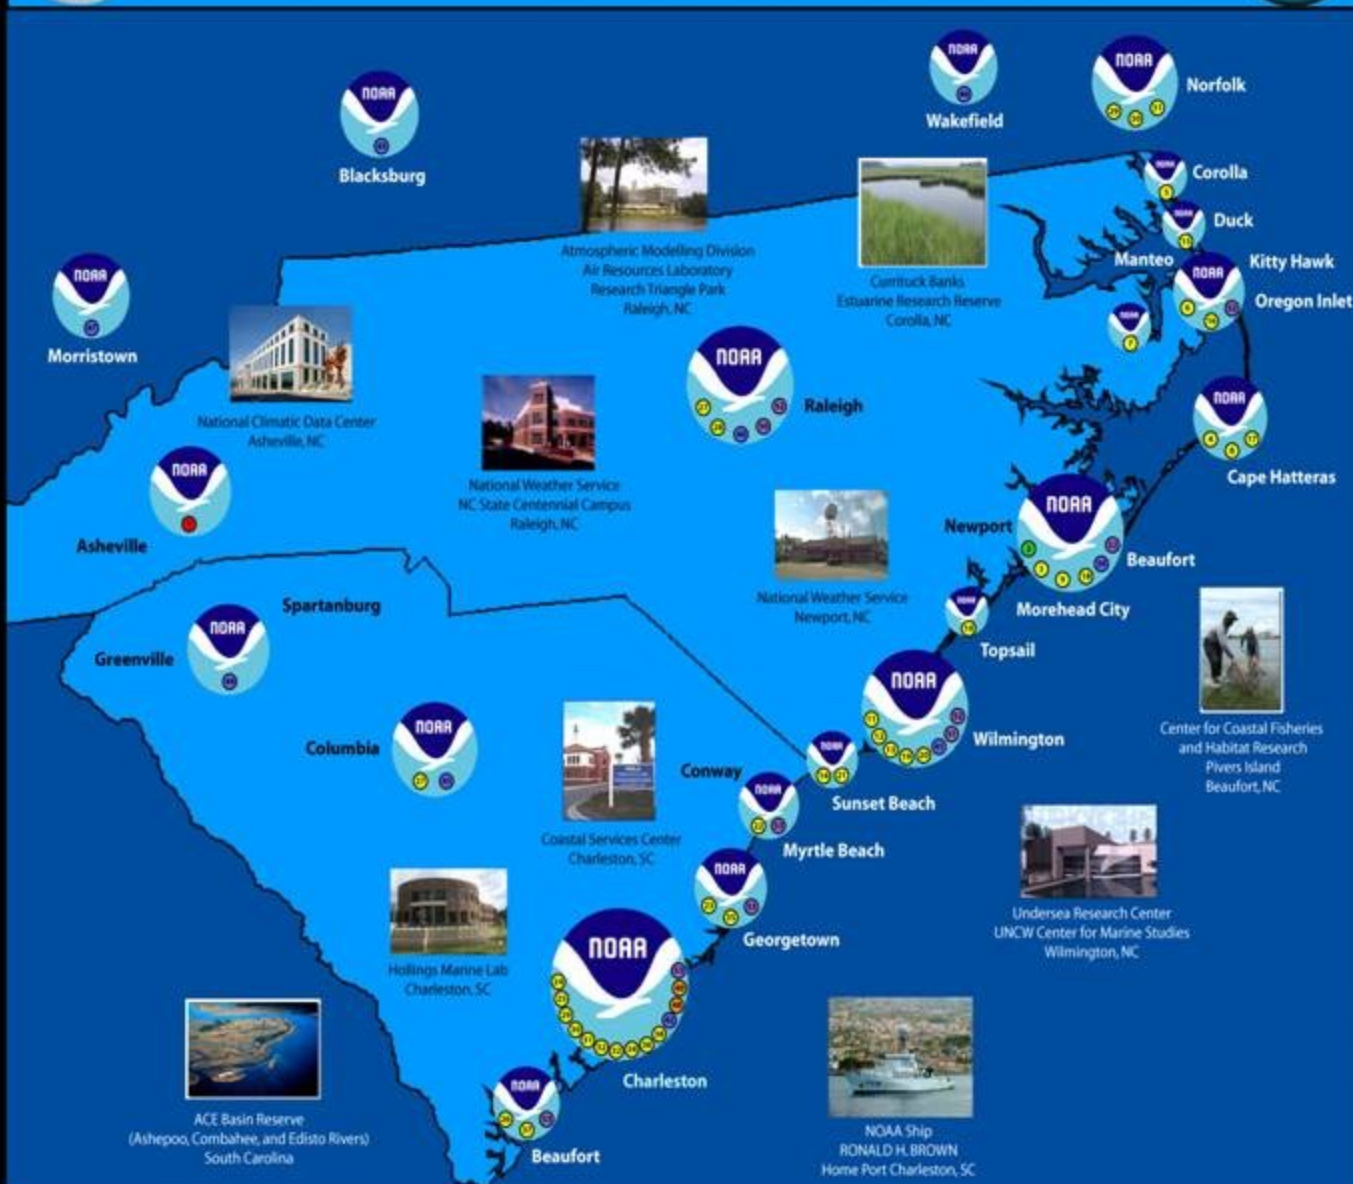 NOAA
Wakefield
NOAA
Norfolk
NOAA
Blacksburg
NOAA
Corolla
NOAA
Duck
Manteo
NOAA
Kitty Hawk
Oregon Inlet
NOAA
7
Atmospheric Modelling Division
Air Resources Laboratory
Research Triangle Park
Raleigh, NC
Currituck Banks
Estuarine Research Reserve
Corolla, NC
NOAA
Morristown
National Climatic Data Center
Asheville, NC
NOAA
Raleigh
NOAA
Cape Hatteras
NOAA
Asheville
National Weather Service
NC State Centennial Campus
Raleigh, NC
National Weather Service
Newport, NC
Newport
NOAA
Beaufort
Morehead City
NOAA
Topsail
Spartanburg
Greenville
NOAA
Columbia
NOAA
NOAA
Wilmington
Center for Coastal Fisheries
and Habitat Research
Pivers Island
Beaufort, NC
Coastal Services Center
Charleston, SC
NOAA
Sunset Beach
Conway
NOAA
Myrtle Beach
NOAA
Georgetown
Undersea Research Center
UNCW Center for Marine Studies
Wilmington, NC
Hollings Marine Lab
Charleston, SC
NOAA
Charleston
ACE Basin Reserve
(Ashepoo, Combahee, and Edisto Rivers)
South Carolina
NOAA
Beaufort
NOAA Ship
RONALD H. BROWN
Home Port Charleston, SC